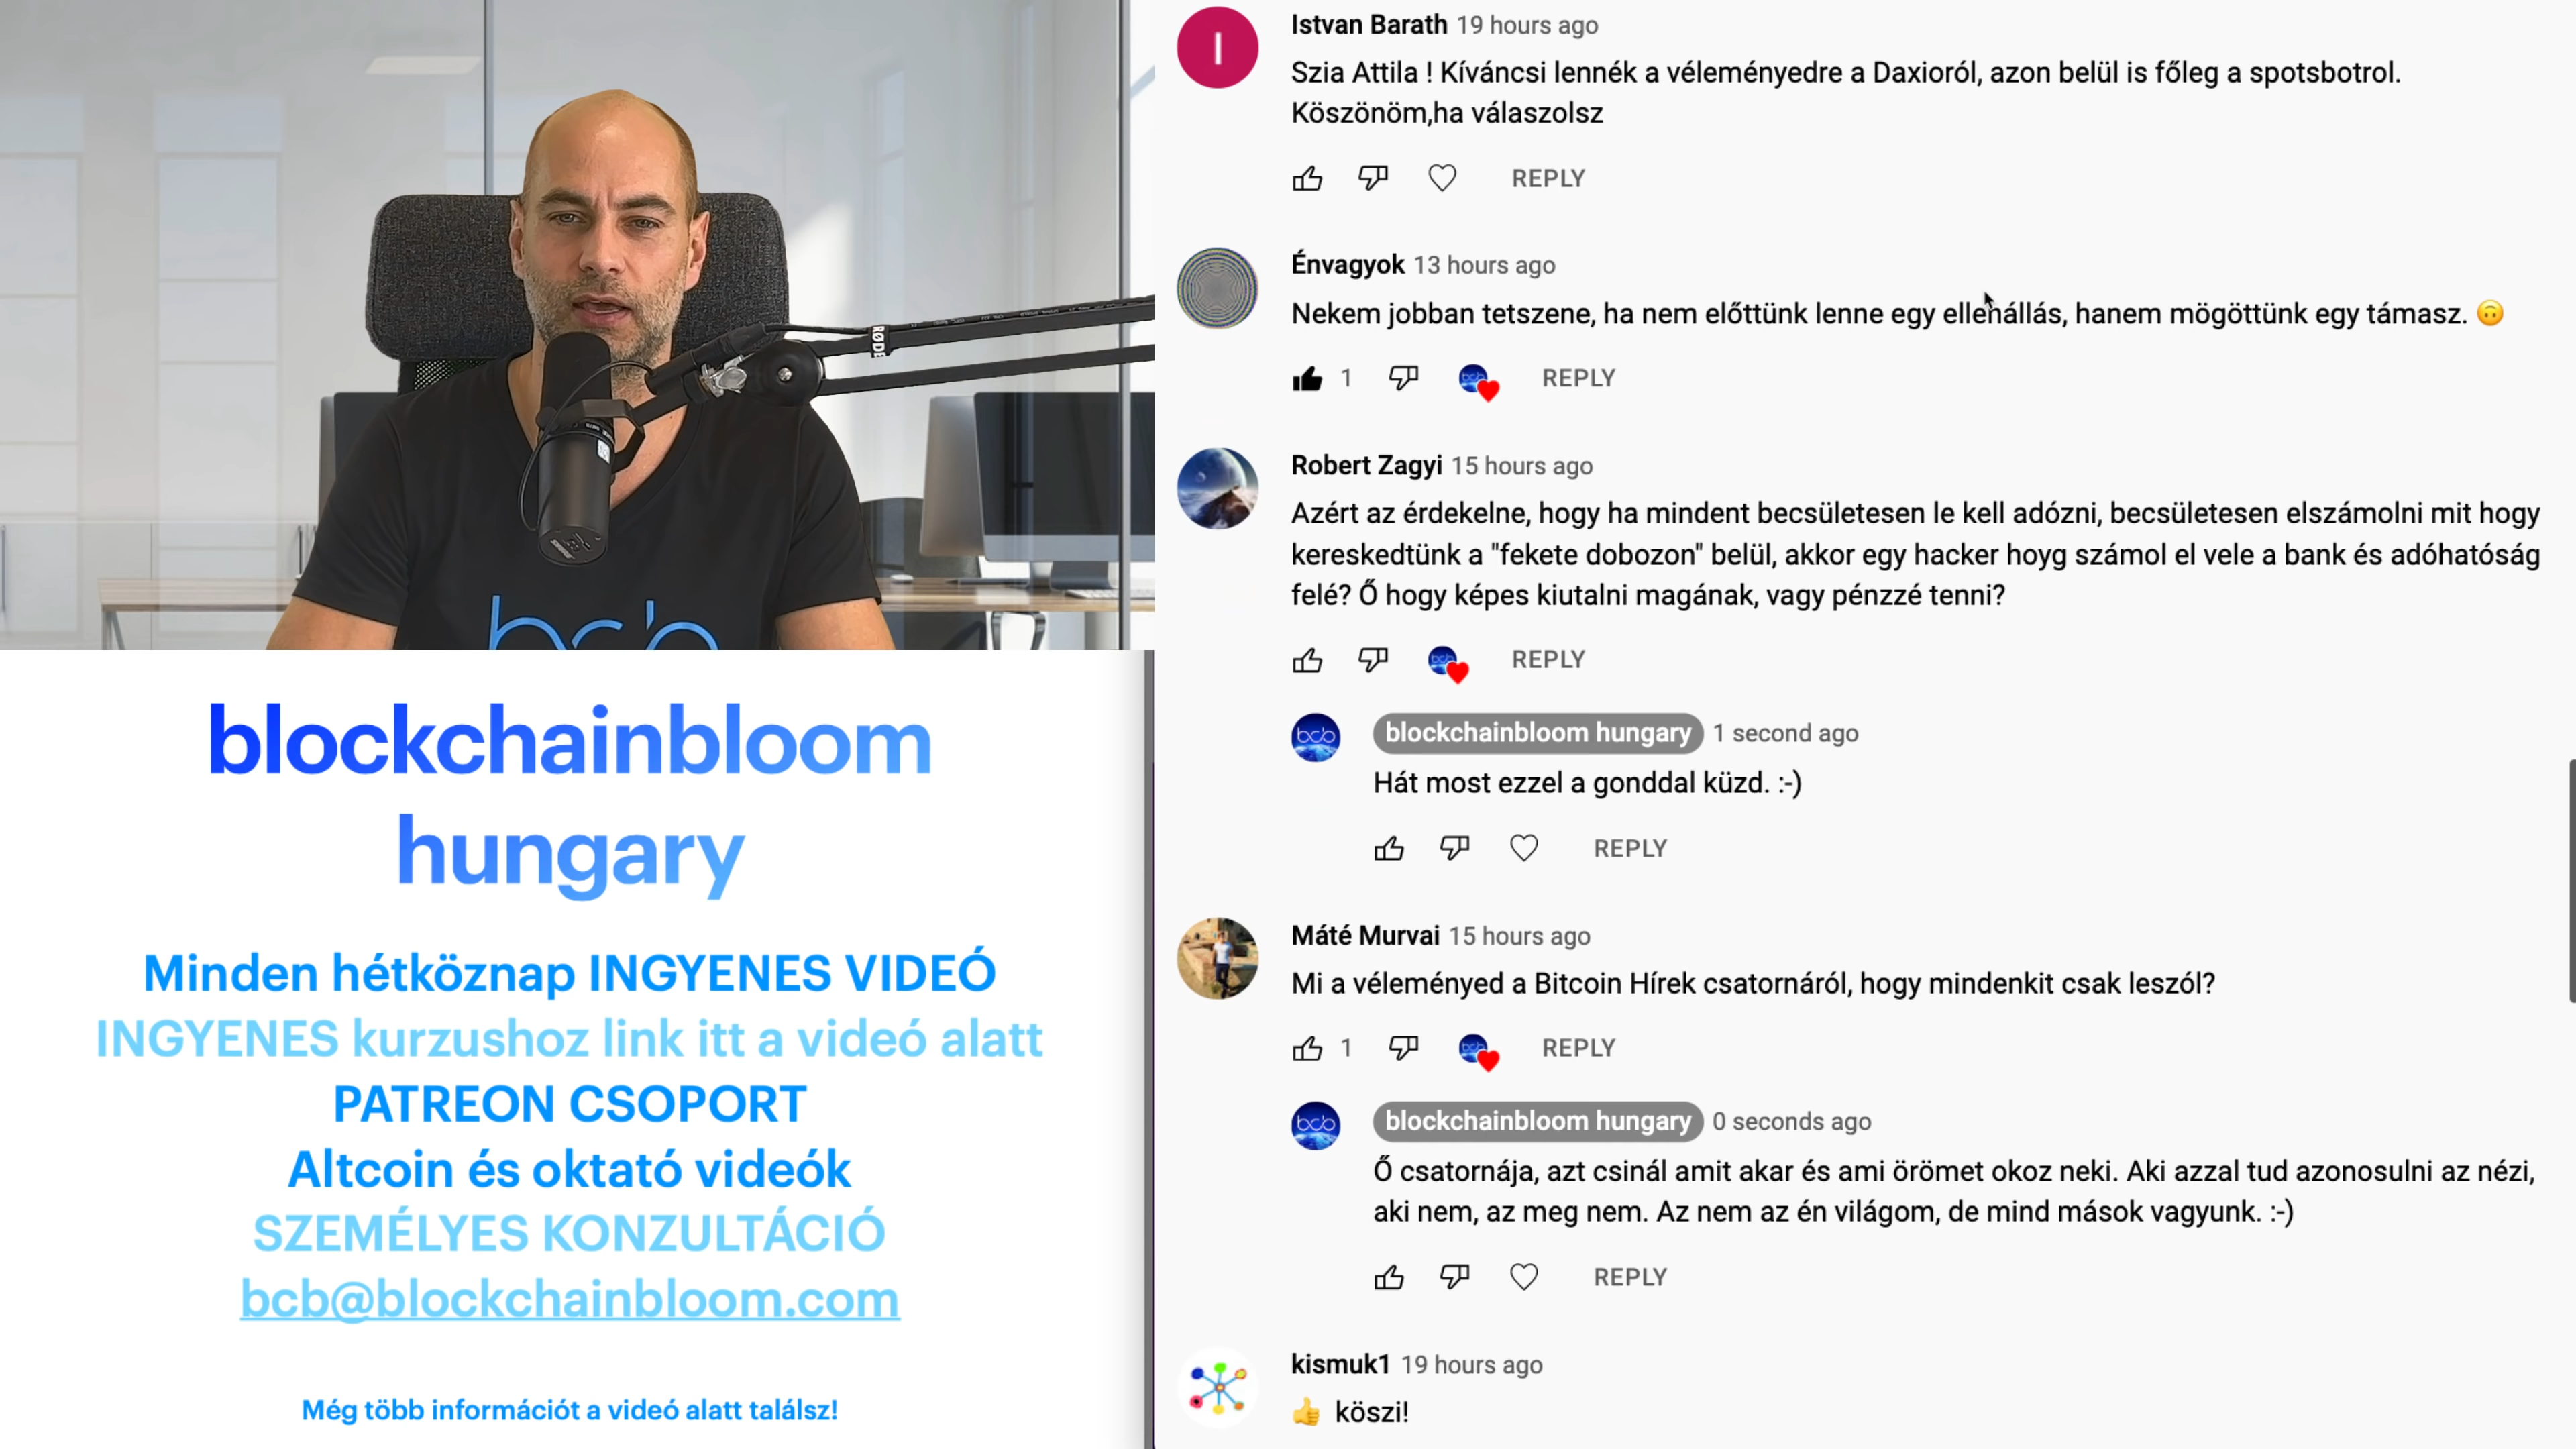 RØDE
bcb
blockchainbloom
hungary
Minden hétköznap INGYENES VIDEÓ
INGYENES kurzushoz link itt a videó alatt
PATREON CSOPORT
Altcoin és oktató videók
SZEMÉLYES KONZULTÁCIÓ
bcb@blockchainbloom.com
Még több információt a videó alatt találsz!
I
Istvan Barath 19 hours ago
Szia Attila ! Kíváncsi lennék a véleményedre a Daxioról, azon belül is főleg a spotsbotrol.
Köszönöm,ha válaszolsz
REPLY
Énvagyok 13 hours ago
Nekem jobban tetszene, ha nem előttünk lenne egy ellenállás, hanem mögöttünk egy támasz. 🙃
1 REPLY
Robert Zagyi 15 hours ago
Azért az érdekelne, hogy ha mindent becsületesen le kell adózni, becsületesen elszámolni mit hogy
kereskedtünk a "fekete dobozon" belül, akkor egy hacker hoyg számol el vele a bank és adóhatóság
felé? Ő hogy képes kiutalni magának, vagy pénzzé tenni?
REPLY
bcb blockchainbloom hungary 1 second ago
Hát most ezzel a gonddal küzd. :-)
REPLY
Máté Murvai 15 hours ago
Mi a véleményed a Bitcoin Hírek csatornáról, hogy mindenkit csak leszól?
1 REPLY
bcb blockchainbloom hungary 0 seconds ago
Ő csatornája, azt csinál amit akar és ami örömet okoz neki. Aki azzal tud azonosulni az nézi,
aki nem, az meg nem. Az nem az én világom, de mind mások vagyunk. :-)
REPLY
kismuk1 19 hours ago
👍 köszi!